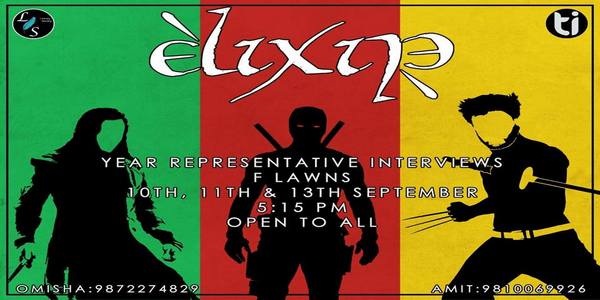 L
S
ti
èlixir
YEAR REPRESENTATIVE INTERVIEWS
F LAWNS
10TH, 11TH & 13TH SEPTEMBER
5:15 PM
OPEN TO ALL
OMISHA:9872274829
AMIT:9810069926